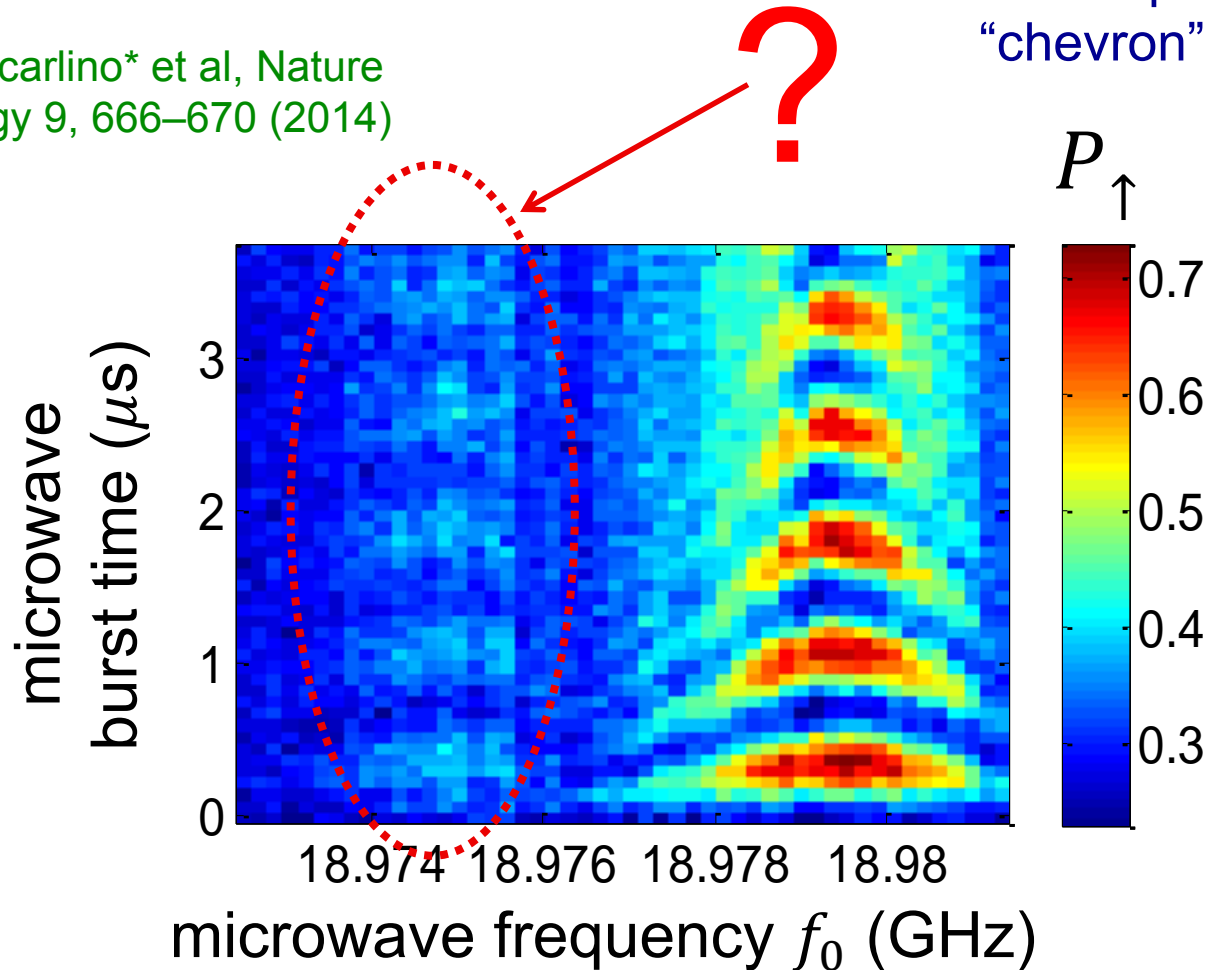 “chevron”
carlino* et al, Nature
gy 9, 666–670 (2014)
?
P↑
0.7
0.6
0.5
0.4
0.3
3
2
1
0
microwave
burst time (μs)
18.974 18.976 18.978 18.98
microwave frequency f₀ (GHz)